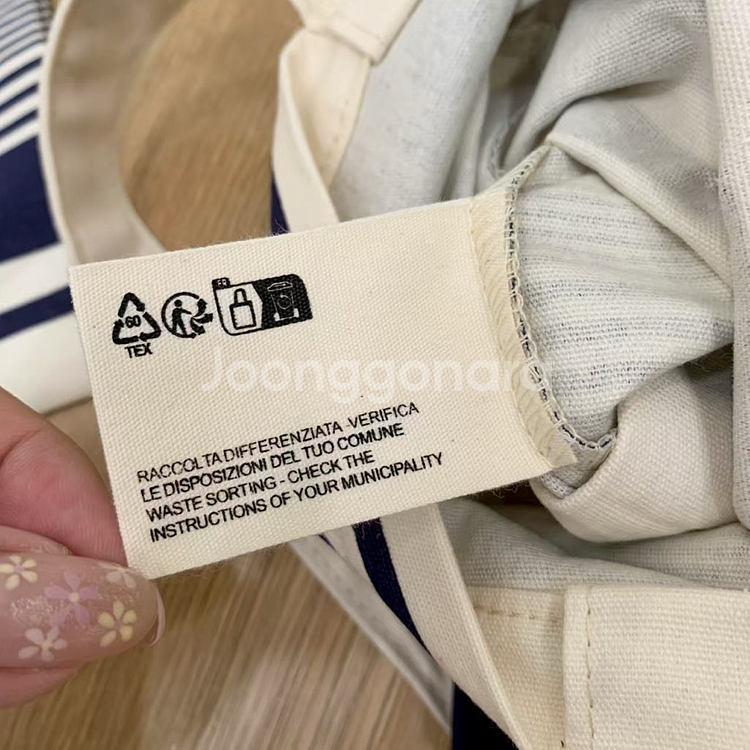 FR
60
TEX
Joonggonara
RACCOLTA DIFFERENZIATA -VERIFICA
LE DISPOSIZIONI DEL TUO COMUNE
WASTE SORTING - CHECK THE
INSTRUCTIONS OF YOUR MUNICIPALITY